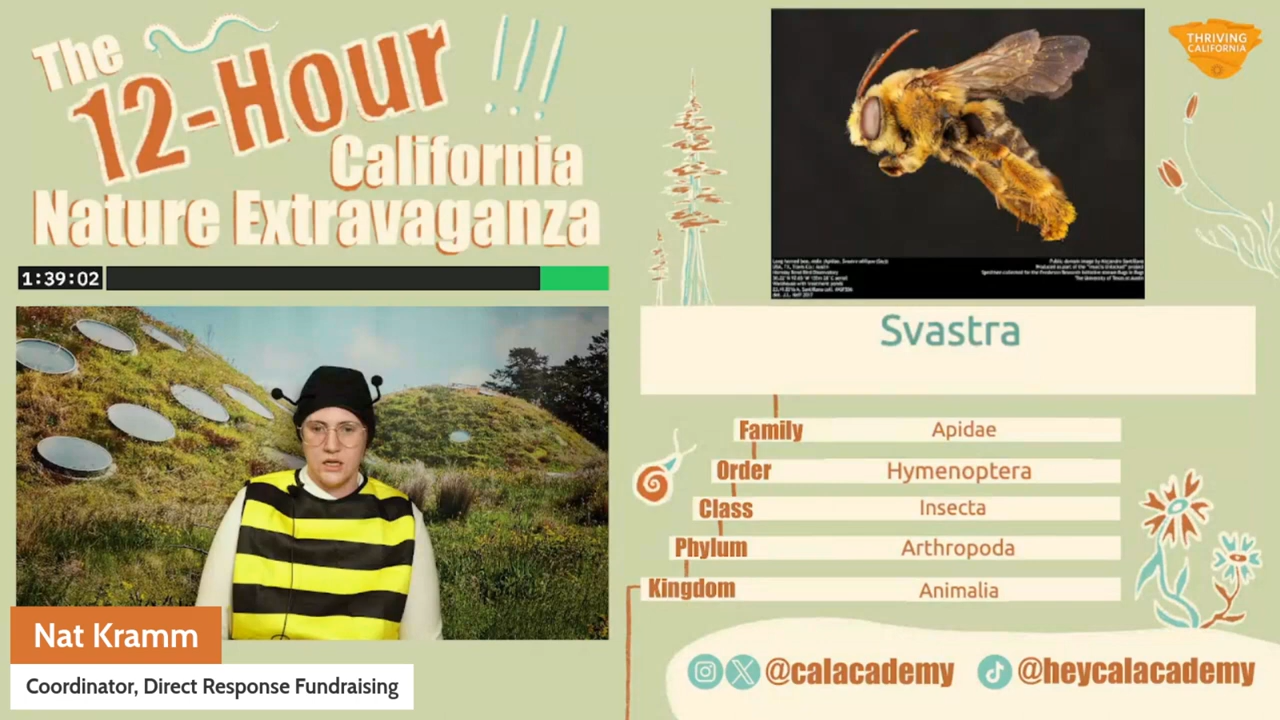 The
12-Hour
!!!
California
Nature Extravaganza
THRIVING
CALIFORNIA
1:39:02
Svastra
Family Apidae
Order Hymenoptera
Class Insecta
Phylum Arthropoda
Kingdom Animalia
Nat Kramm
Coordinator, Direct Response Fundraising
@calacademy @heycalacademy